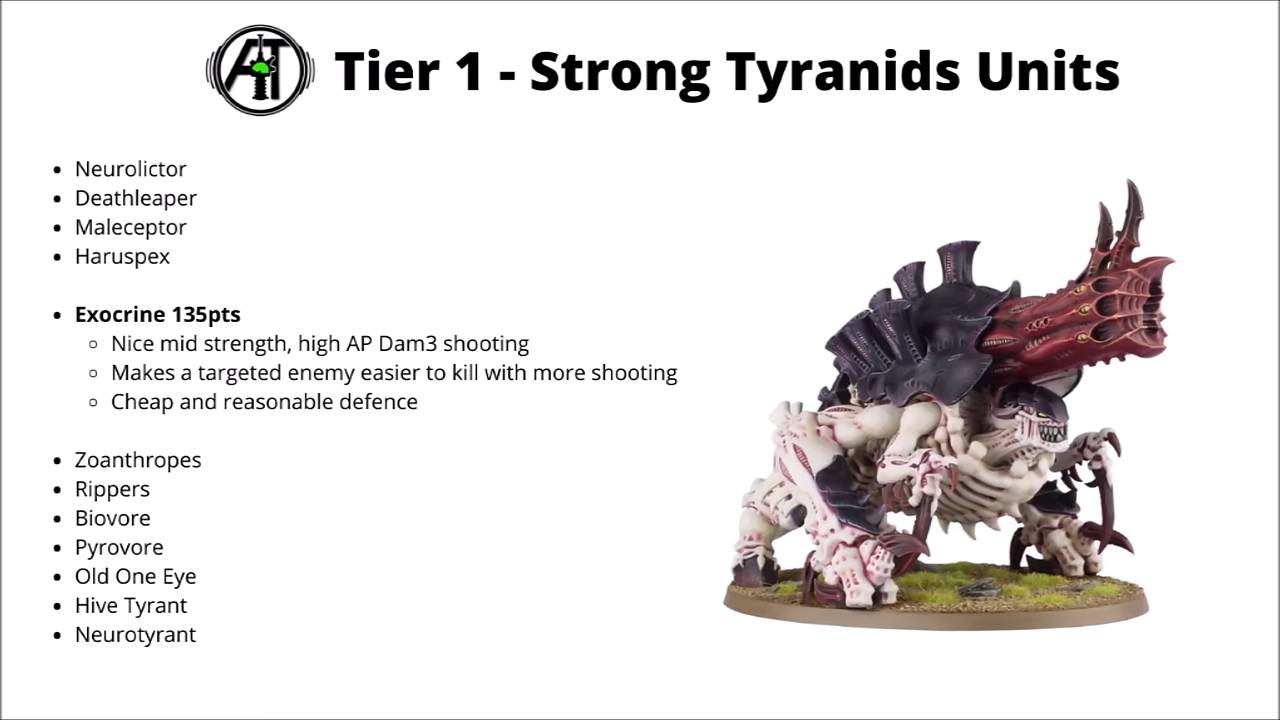 AT
Tier 1 - Strong Tyranids Units
• Neurolictor
• Deathleaper
• Maleceptor
• Haruspex
• Exocrine 135pts
◦ Nice mid strength, high AP Dam3 shooting
◦ Makes a targeted enemy easier to kill with more shooting
◦ Cheap and reasonable defence
• Zoanthropes
• Rippers
• Biovore
• Pyrovore
• Old One Eye
• Hive Tyrant
• Neurotyrant